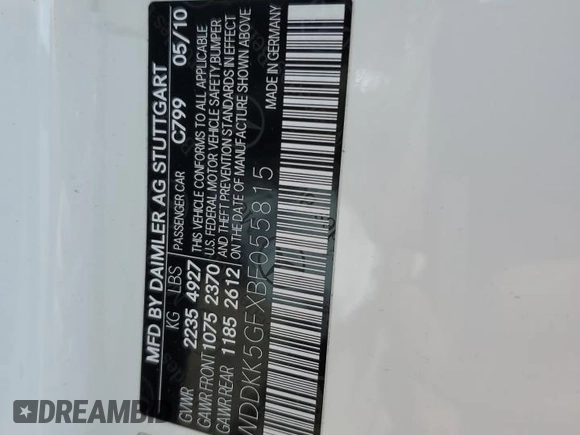 MFD BY DAIMLER AG STUTTGART
KG LBS PASSENGER CAR C799 05/10
GVWR 2235 4927 THIS VEHICLE CONFORMS TO ALL APPLICABLE
GAWR FRONT 1075 2370 U.S. FEDERAL MOTOR VEHICLE SAFETY, BUMPER
GAWR REAR 1185 2612 AND THEFT PREVENTION STANDARDS IN EFFECT
ON THE DATE OF MANUFACTURE SHOWN ABOVE
WDDKK5GFXBF055815
MADE IN GERMANY
DREAMBID